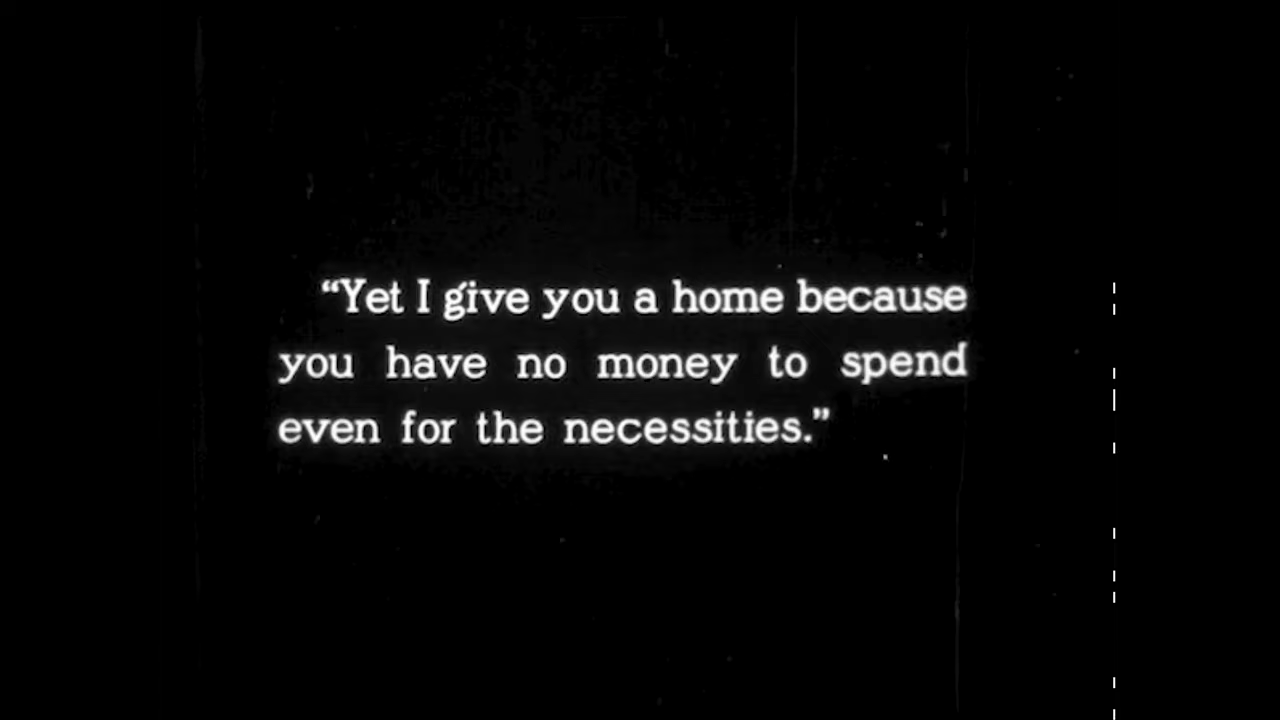 “Yet I give you a home because
you have no money to spend
even for the necessities.”